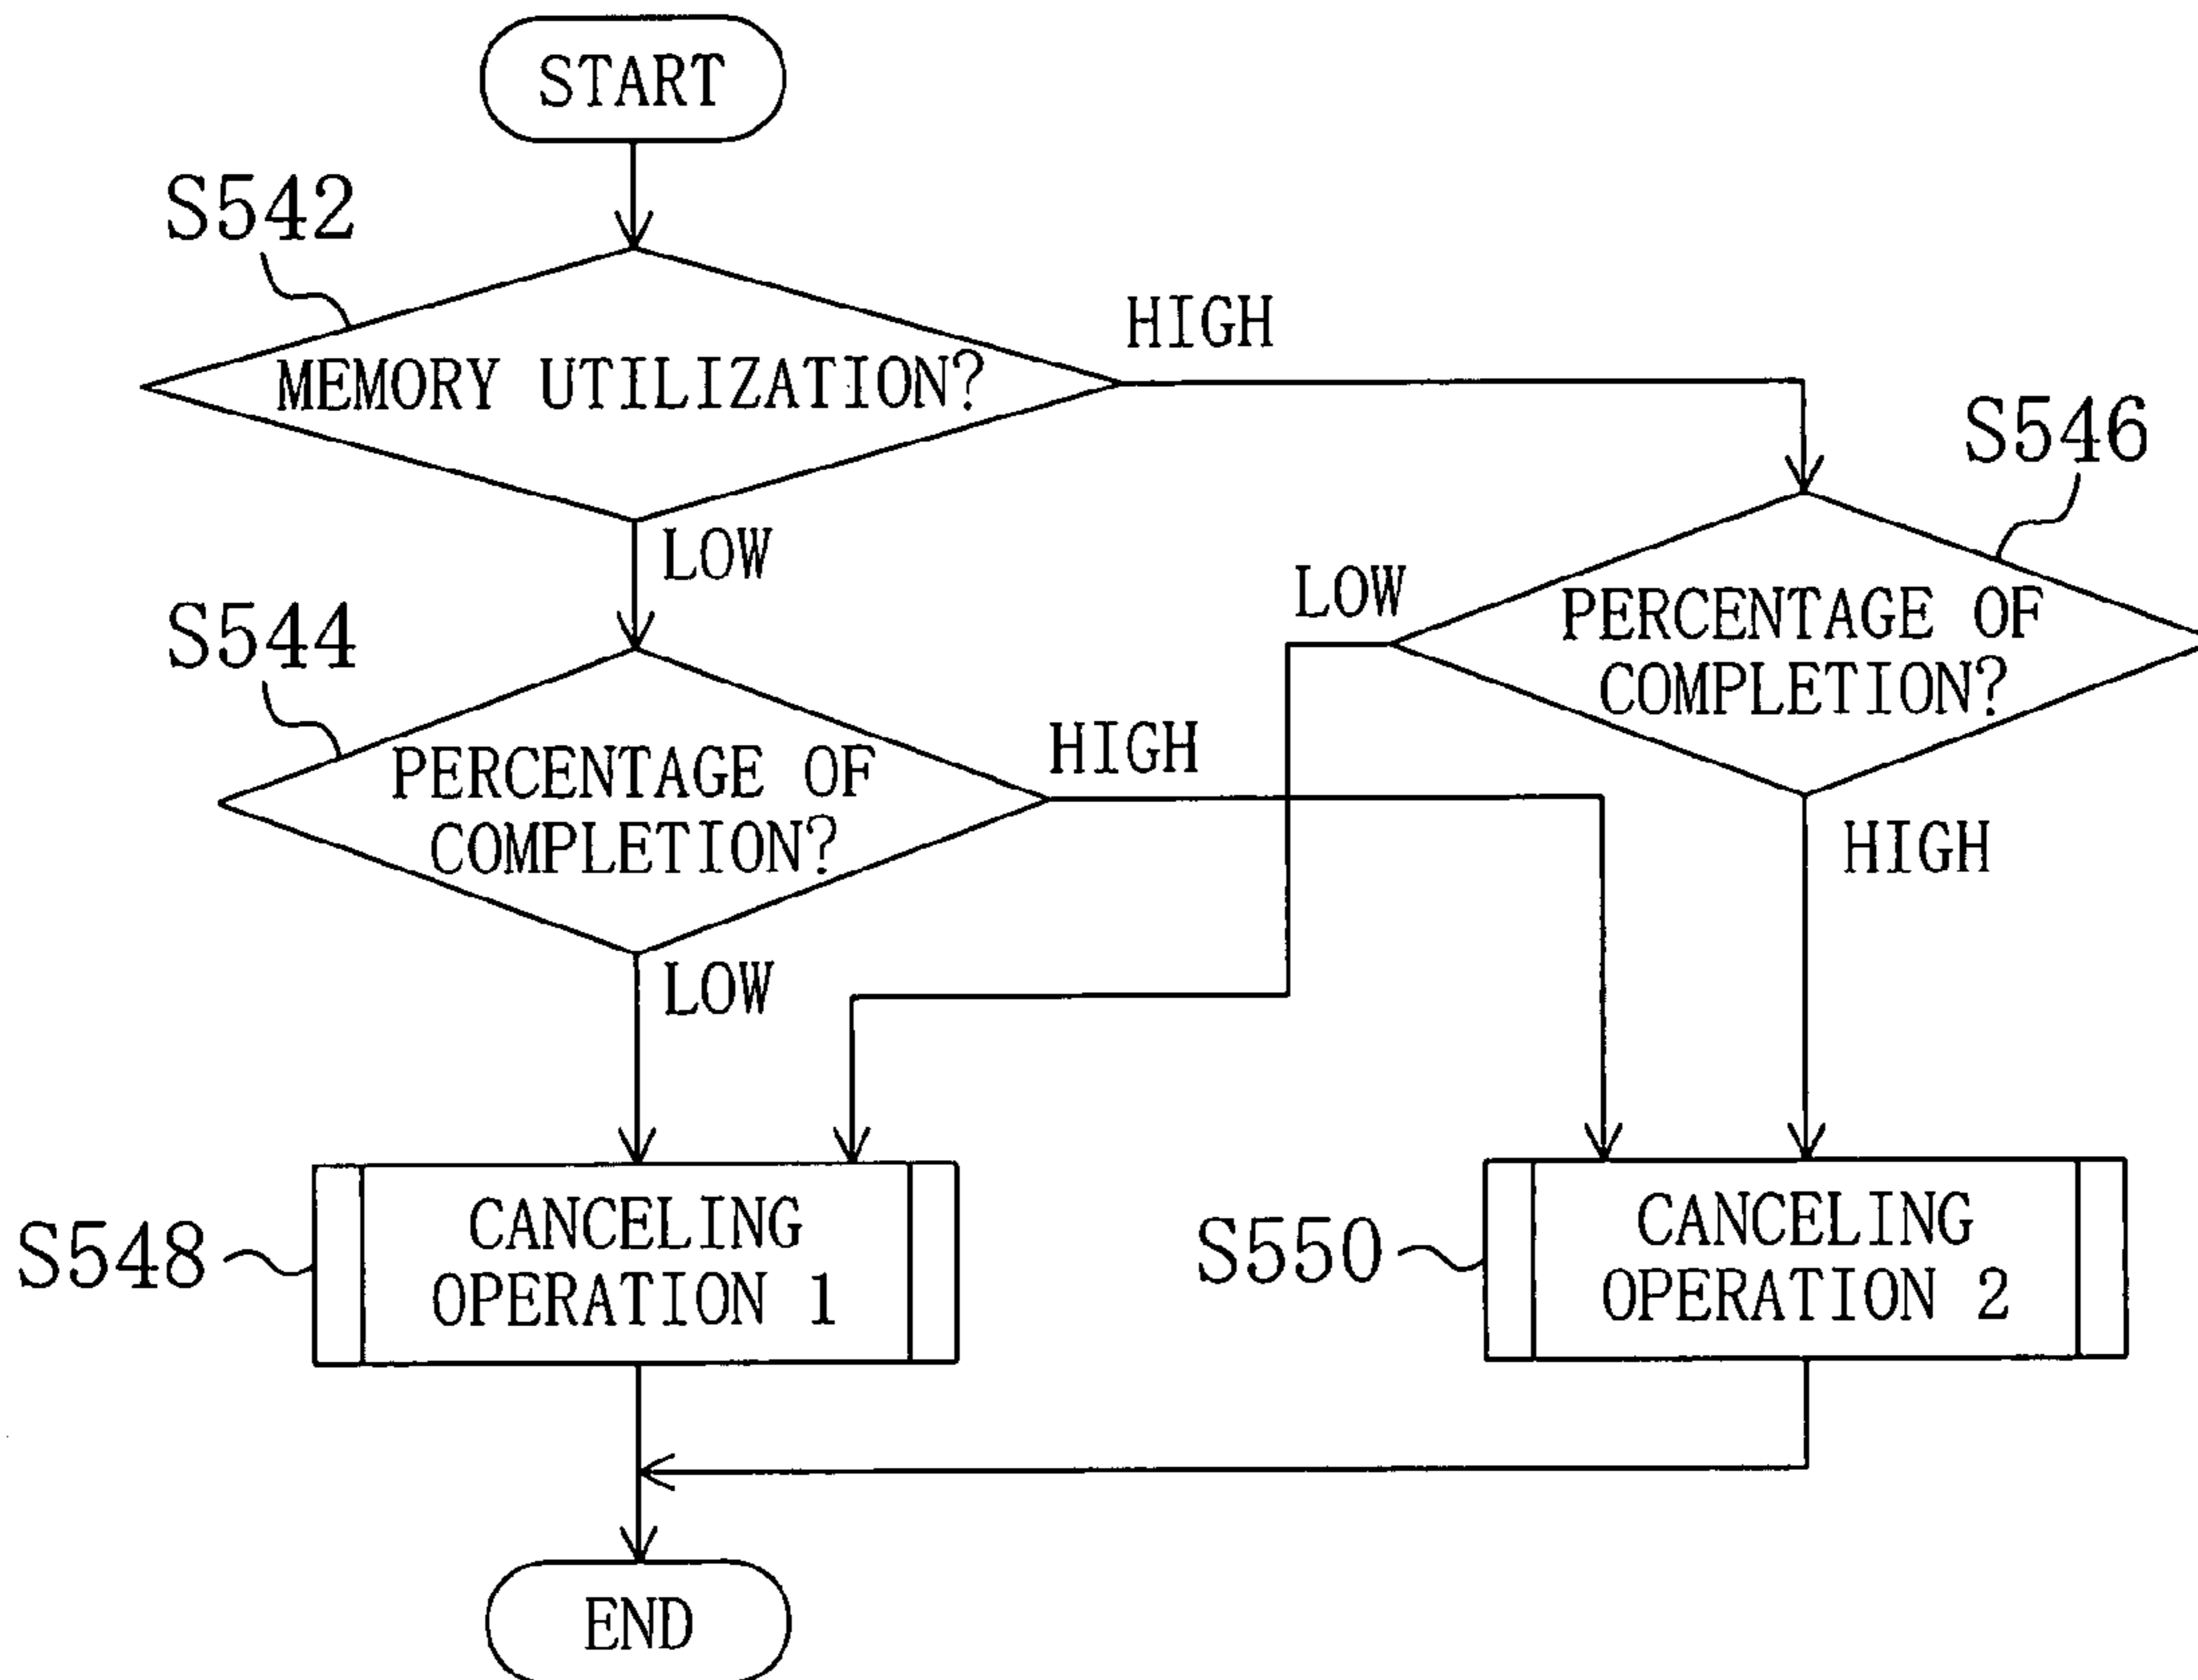 START
S542
HIGH
MEMORY UTILIZATION?
S546
LOW
LOW
PERCENTAGE OF
COMPLETION?
S544
HIGH
PERCENTAGE OF
COMPLETION?
HIGH
LOW
S548
CANCELING
OPERATION 1
S550
CANCELING
OPERATION 2
END